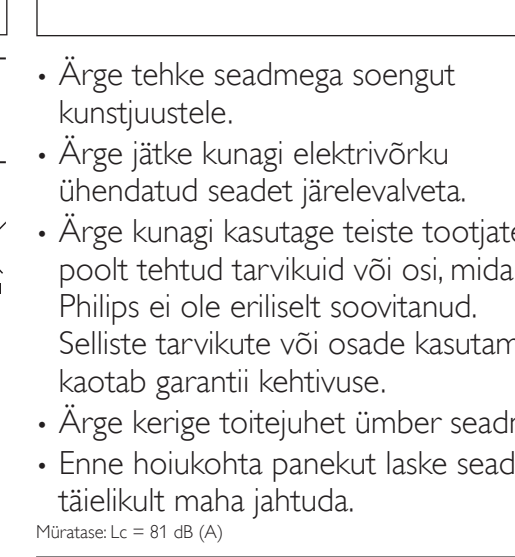 • Ärge tehke seadmega soengut
kunstjuustele.
• Ärge jätke kunagi elektrivõrku
ühendatud seadet järelevalveta.
• Ärge kunagi kasutage teiste
poolt tehtud tarvikuid või osi, mida
Philips ei ole eriliselt soovitanud.
Selliste tarvikute või osade
kaotab garantii kehtivuse.
• Ärge kerige toitejuhet ümber
• Enne hoiukohta panekut laske
täielikult maha jahtuda.
Müratase: Lc = 81 dB (A)